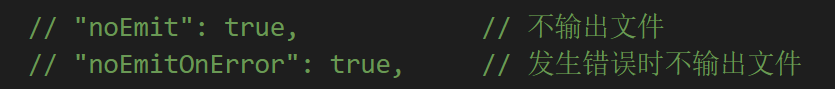 // "noEmit": true,            // 不输出文件
// "noEmitOnError": true,     // 发生错误时不输出文件